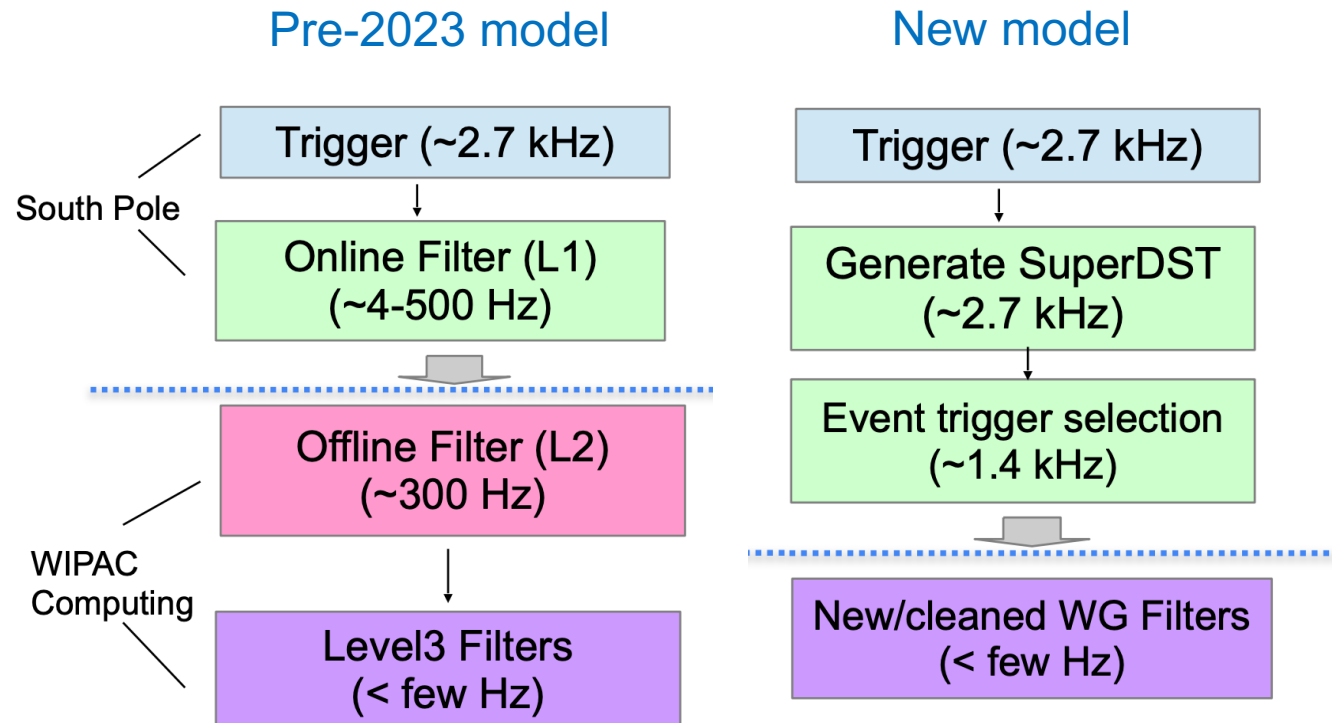 Pre-2023 model
New model
Trigger (~2.7 kHz)
Trigger (~2.7 kHz)
South Pole
Online Filter (L1)
(~4-500 Hz)
Generate SuperDST
(~2.7 kHz)
Offline Filter (L2)
(~300 Hz)
Event trigger selection
(~1.4 kHz)
WIPAC
Computing
Level3 Filters
(< few Hz)
New/cleaned WG Filters
(< few Hz)